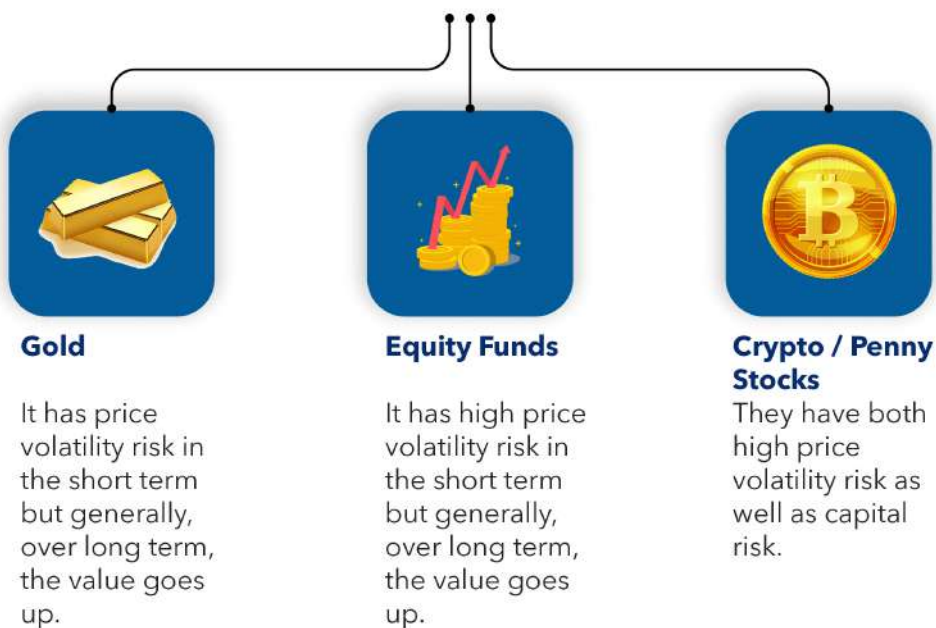 Gold
It has price
volatility risk in
the short term
but generally,
over long term,
the value goes
up.
Equity Funds
It has high price
volatility risk in
the short term
but generally,
over long term,
the value goes
up.
Crypto / Penny
Stocks
They have both
high price
volatility risk as
well as capital
risk.